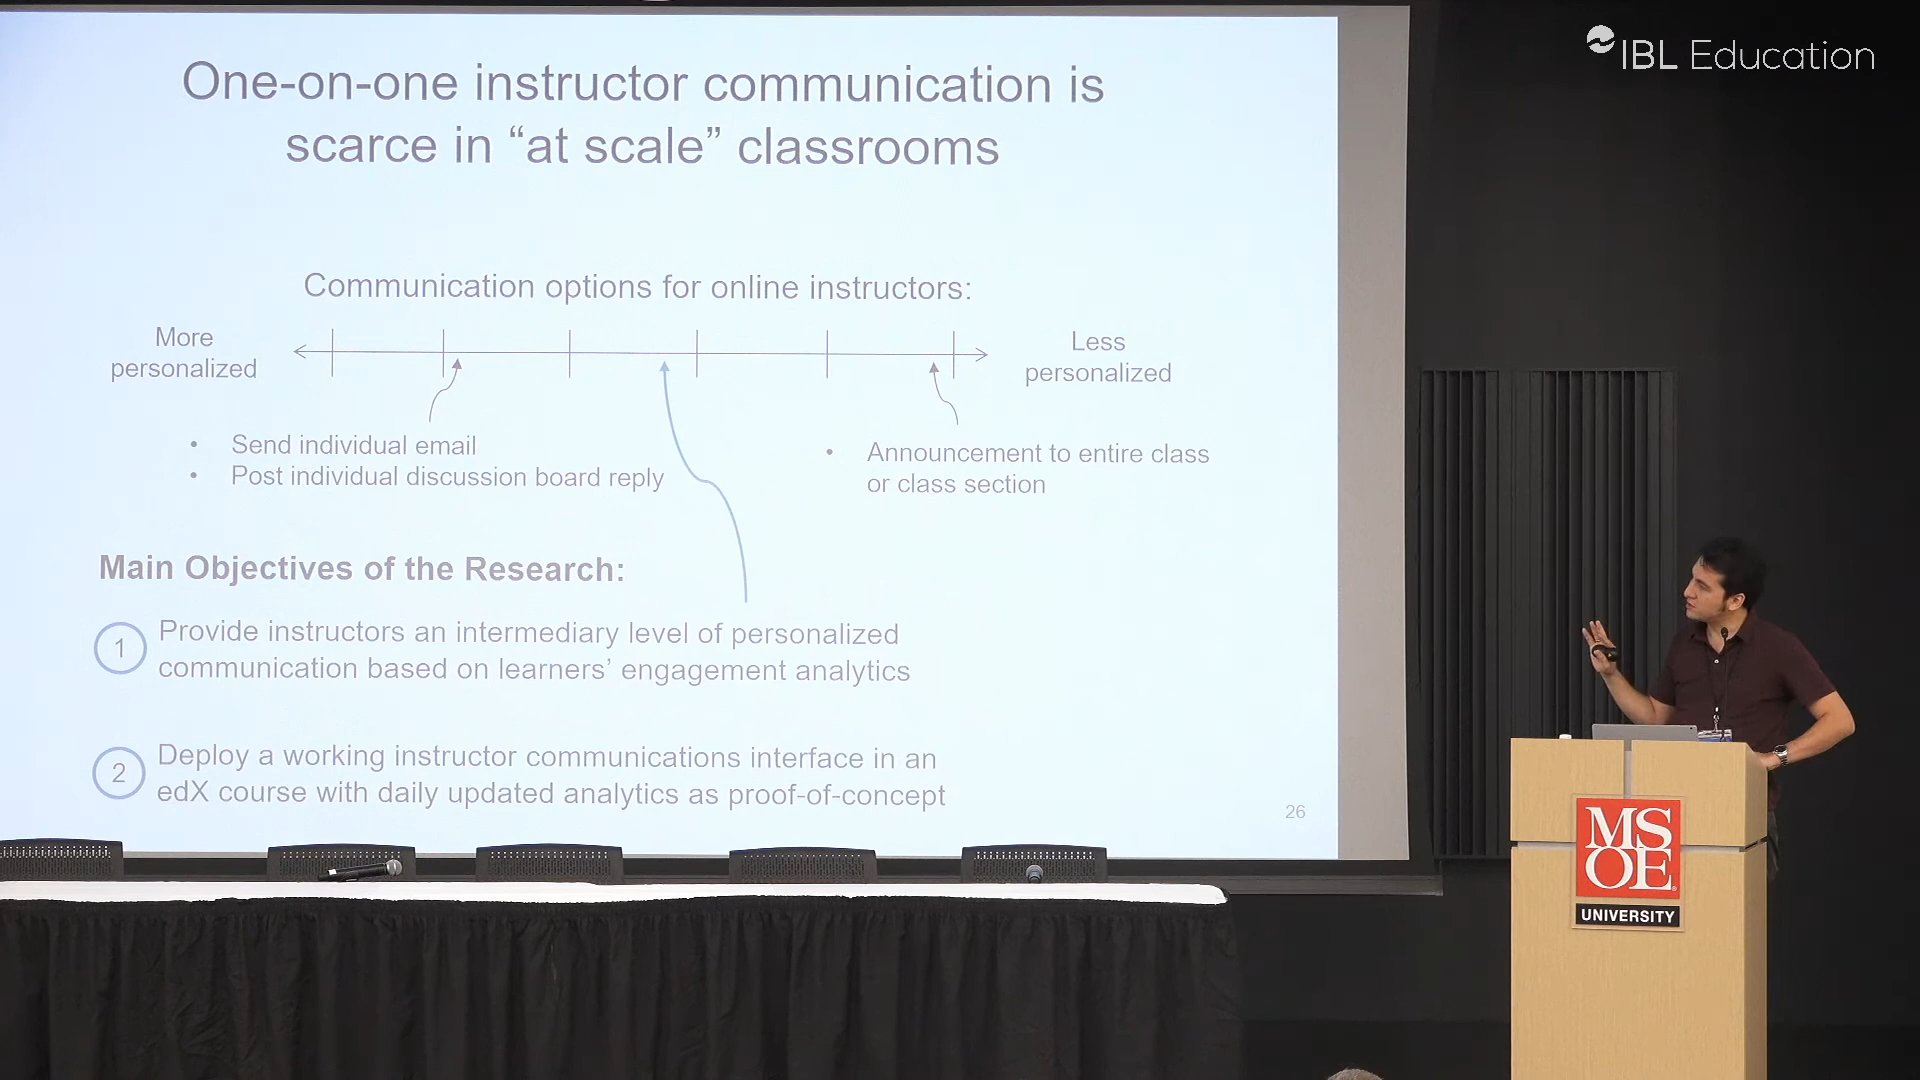 IBL Education
One-on-one instructor communication is
scarce in “at scale” classrooms
Communication options for online instructors:
More
personalized
Less
personalized
• Send individual email
• Post individual discussion board reply
• Announcement to entire class
or class section
Main Objectives of the Research:
1 Provide instructors an intermediary level of personalized
communication based on learners’ engagement analytics
2 Deploy a working instructor communications interface in an
edX course with daily updated analytics as proof-of-concept
26
MS
OE
UNIVERSITY